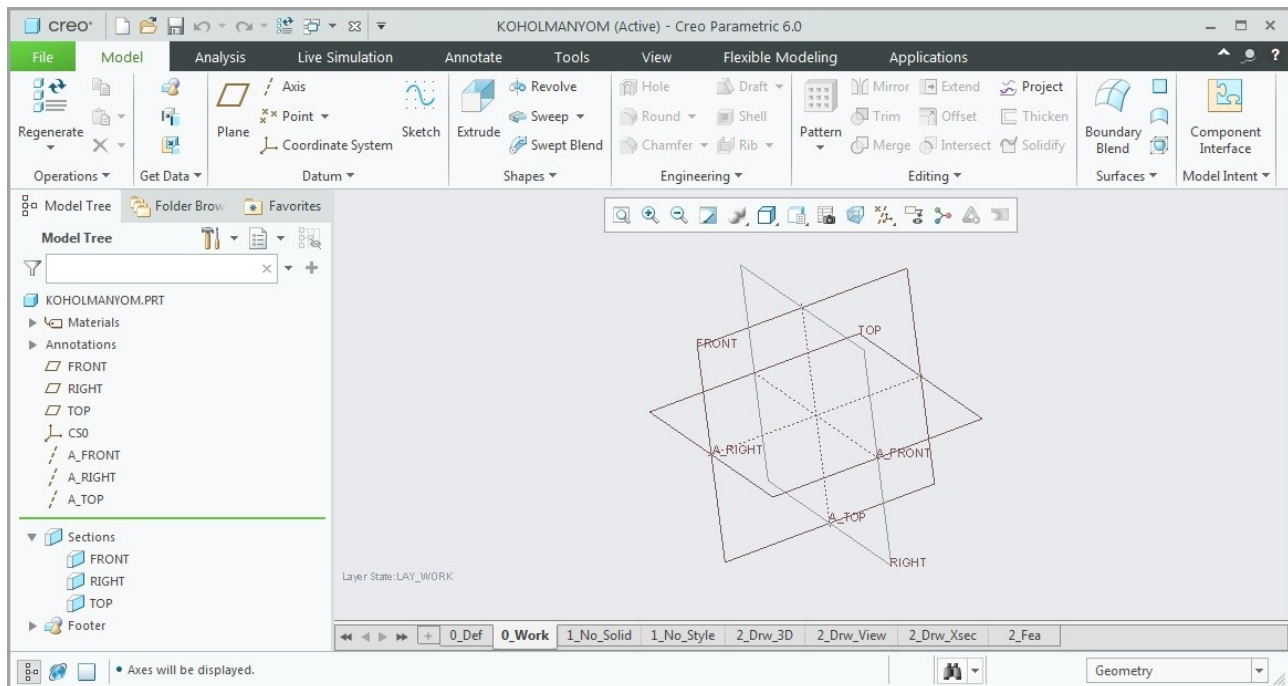 creo KOHOLMANYOM (Active) - Creo Parametric 6.0
File Model Analysis Live Simulation Annotate Tools View Flexible Modeling Applications
Axis Revolve Hole Draft Mirror Extend Project
Point Sweep Round Shell Trim Offset Thicken
Regenerate Plane Sketch Extrude Pattern Boundary Blend Component Interface
Coordinate System Swept Blend Chamfer Rib Merge Intersect Solidify
Operations Get Data Datum Shapes Engineering Editing Surfaces Model Intent
Model Tree Folder Brow Favorites
Model Tree
KOHOLMANYOM.PRT
Materials
Annotations
FRONT
RIGHT
TOP
CS0
A_FRONT
A_RIGHT
A_TOP
Sections
FRONT
RIGHT
TOP
Footer
TOP
FRONT
A_RIGHT
A_FRONT
A_TOP
RIGHT
Layer State:LAY_WORK
0_Def 0_Work 1_No_Solid 1_No_Style 2_Drw_3D 2_Drw_View 2_Drw_Xsec 2_Fea
• Axes will be displayed. Geometry